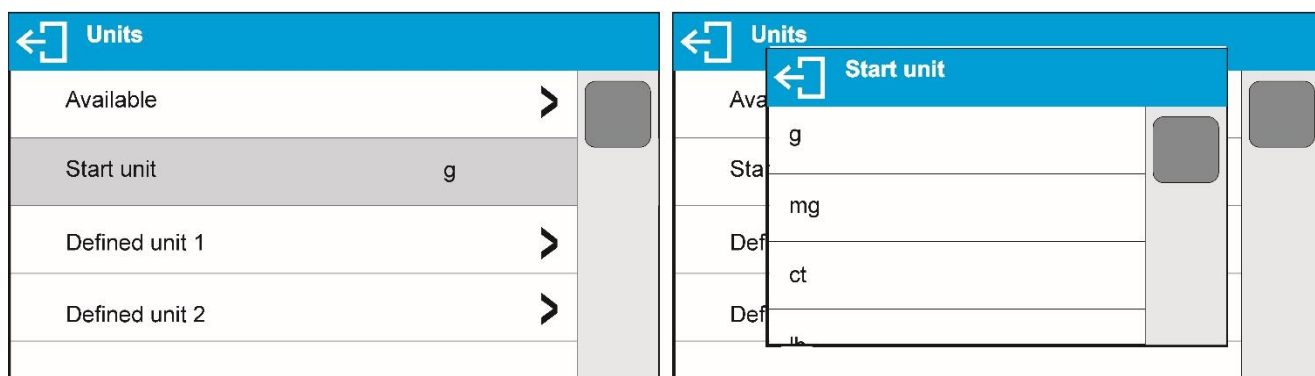 Units
Available
Start unit g
Defined unit 1
Defined unit 2
Units
Start unit
Ava
g
Sta
mg
Def
ct
Def
lb